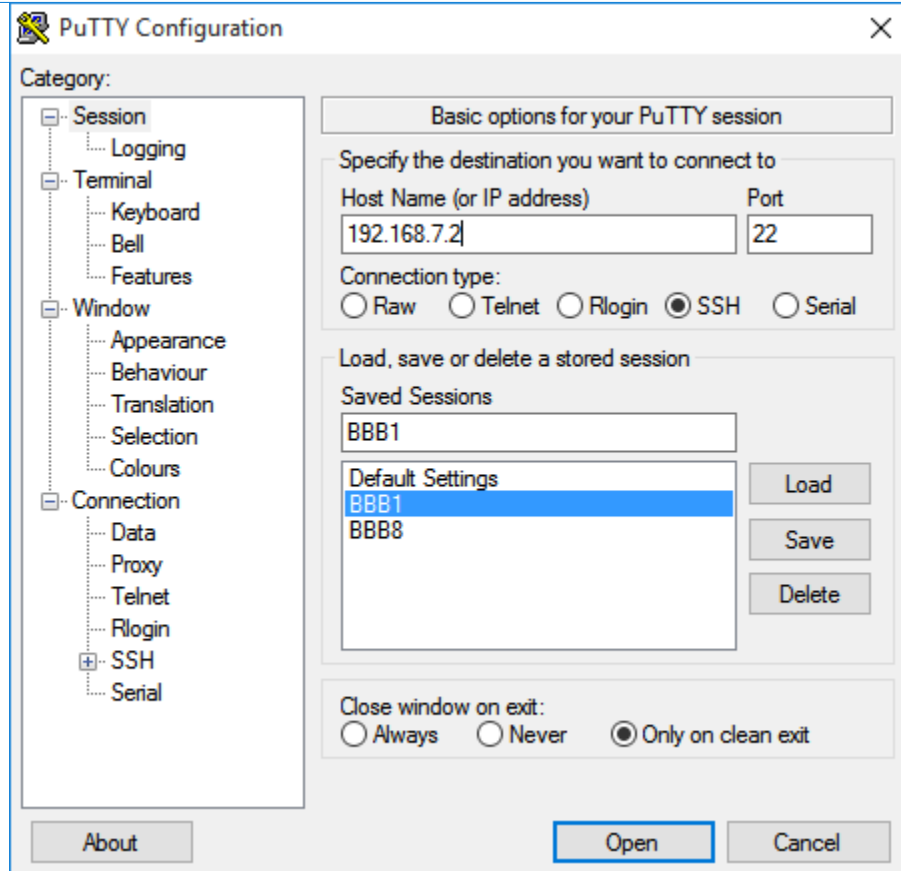 PuTTY Configuration
Category:
Session
Logging
Terminal
Keyboard
Bell
Features
Window
Appearance
Behaviour
Translation
Selection
Colours
Connection
Data
Proxy
Telnet
Rlogin
SSH
Serial
Basic options for your PuTTY session
Specify the destination you want to connect to
Host Name (or IP address) Port
192.168.7.2 22
Connection type:
Raw Telnet Rlogin SSH Serial
Load, save or delete a stored session
Saved Sessions
BBB1
Default Settings
BBB1
BBB8
Load
Save
Delete
Close window on exit:
Always Never Only on clean exit
About Open Cancel